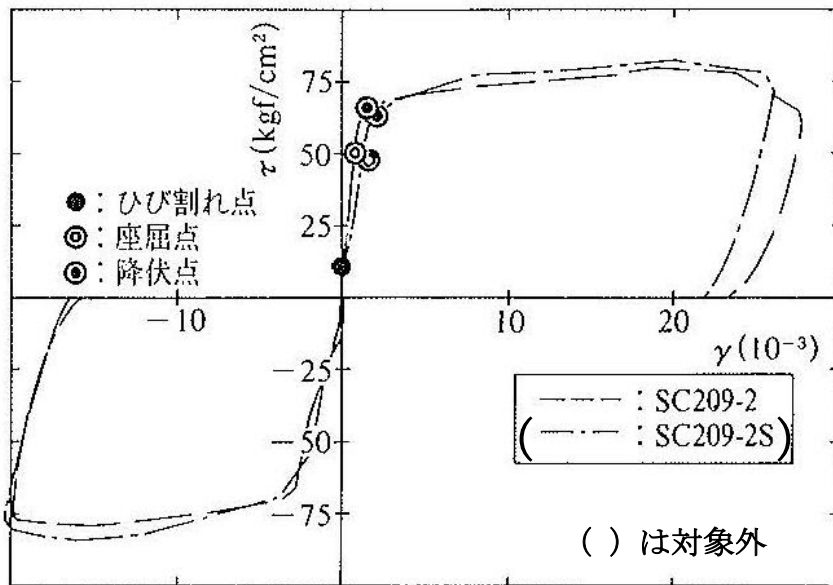 τ (kgf/cm²)
75
50
25
● : ひび割れ点
◎ : 座屈点
◉ : 降伏点
−10
10
20
γ (10⁻³)
−25
−50
−75
: SC209-2
( : SC209-2S )
( ) は対象外